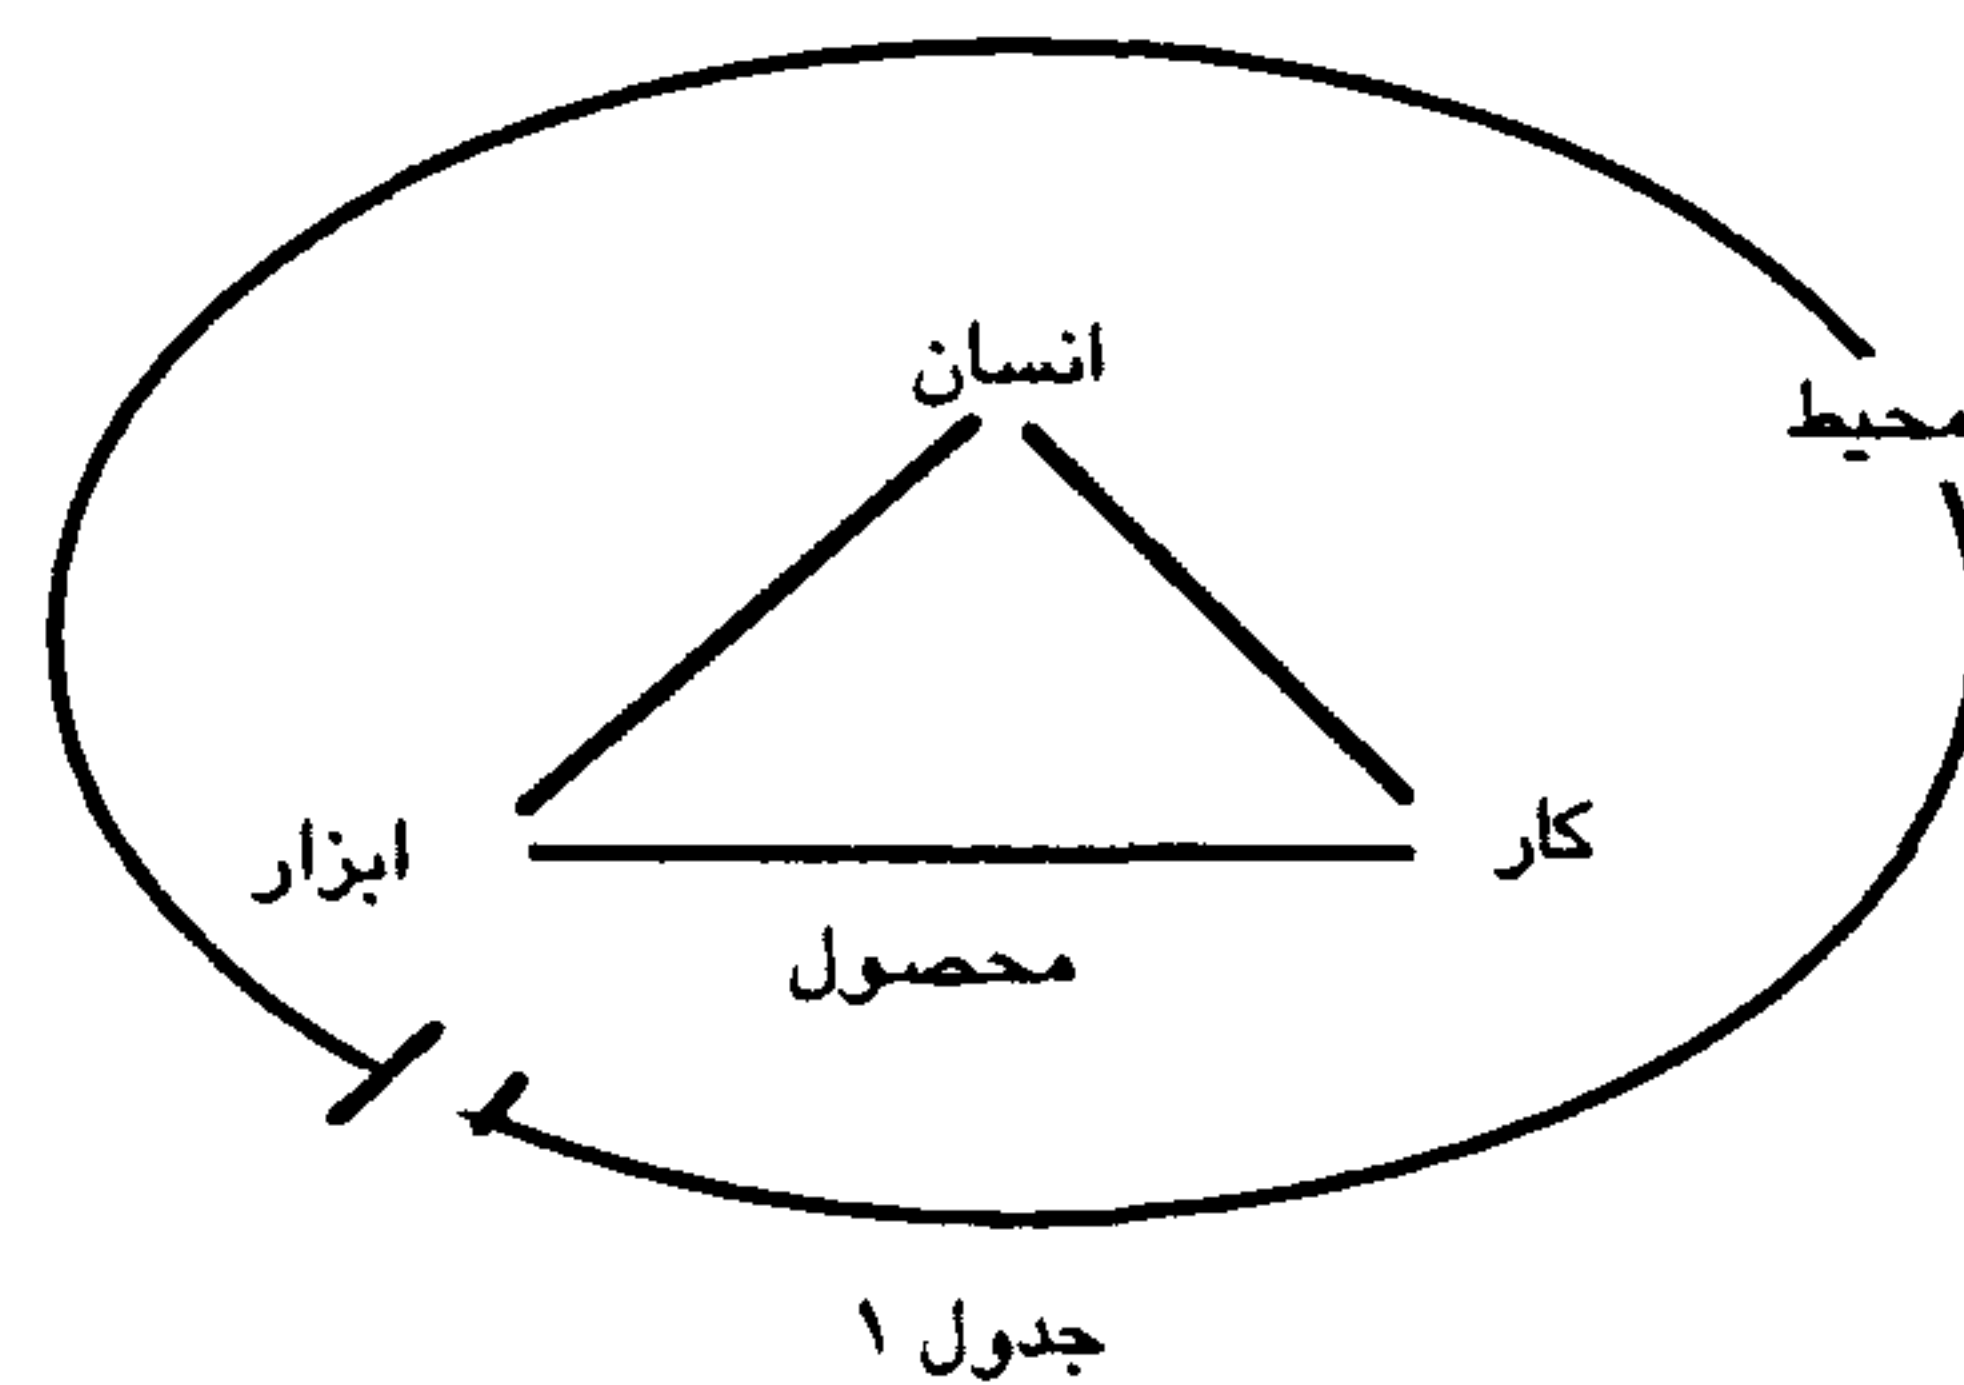 انسان
محیط
کار
ابزار
محصول
جدول ۱